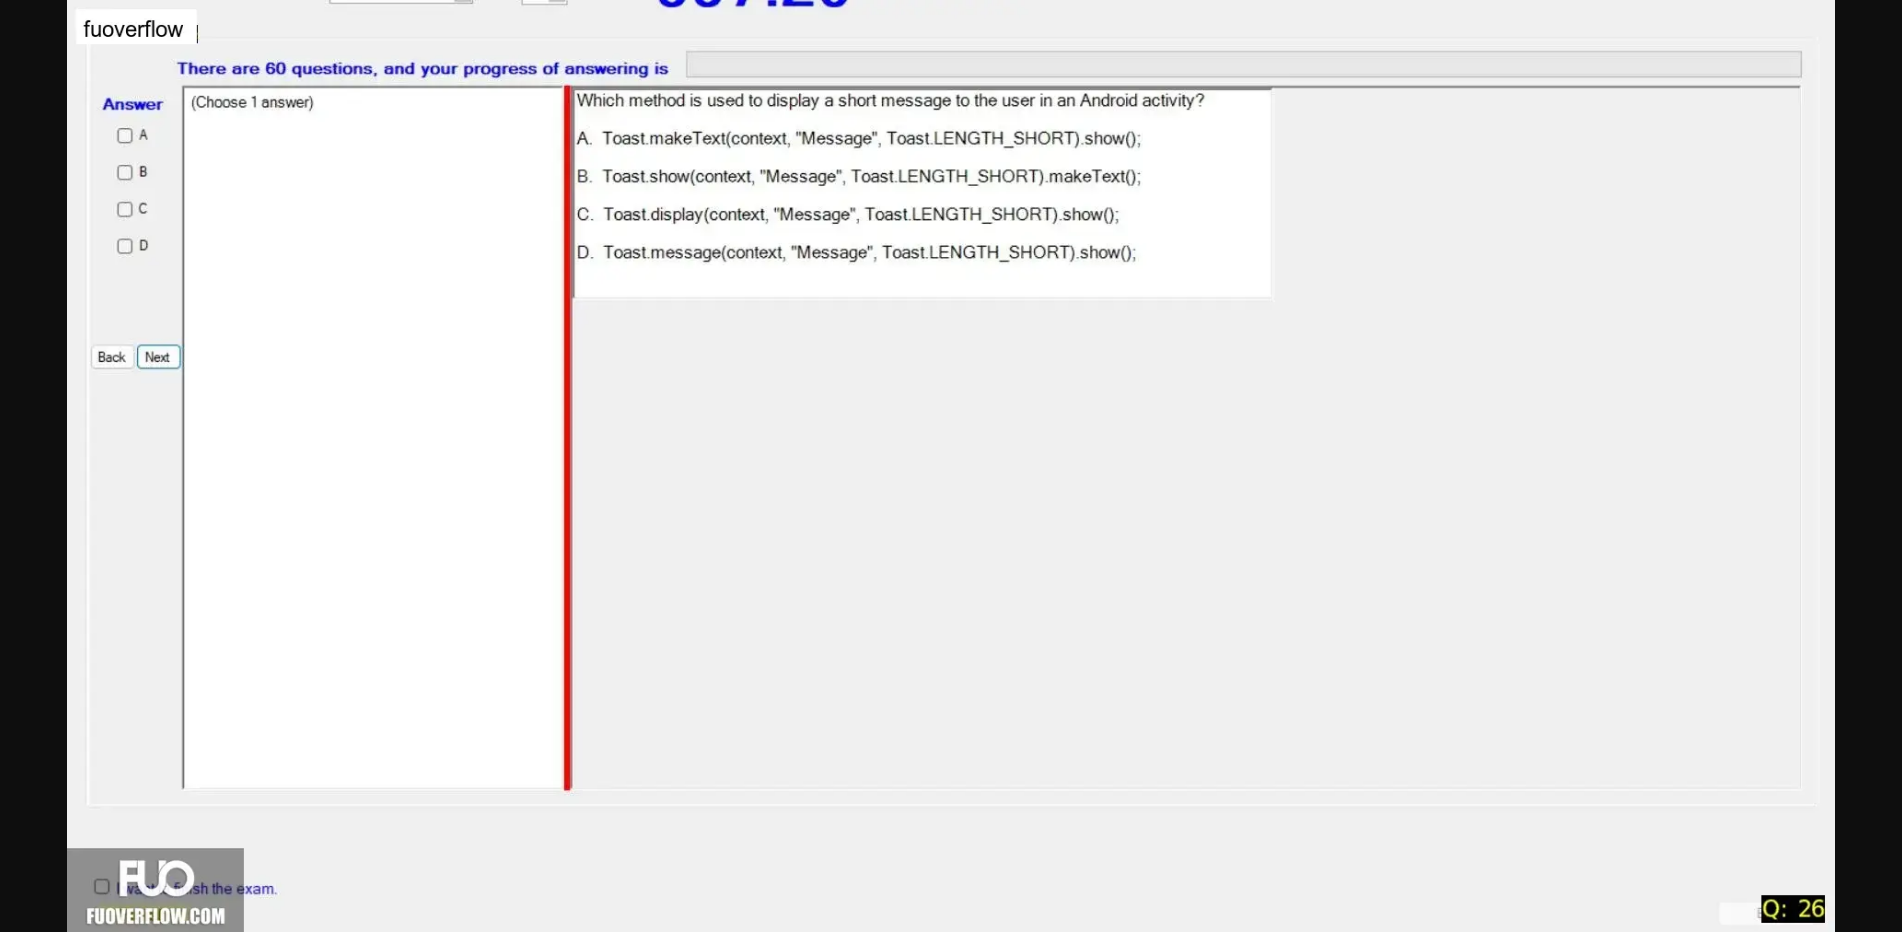 fuoverflow
There are 60 questions, and your progress of answering is
Answer
(Choose 1 answer)
A
B
C
D
Back Next
Which method is used to display a short message to the user in an Android activity?
A. Toast.makeText(context, "Message", Toast.LENGTH_SHORT).show();
B. Toast.show(context, "Message", Toast.LENGTH_SHORT).makeText();
C. Toast.display(context, "Message", Toast.LENGTH_SHORT).show();
D. Toast.message(context, "Message", Toast.LENGTH_SHORT).show();
I want finish the exam.
FUO
FUOVERFLOW.COM
Q: 26